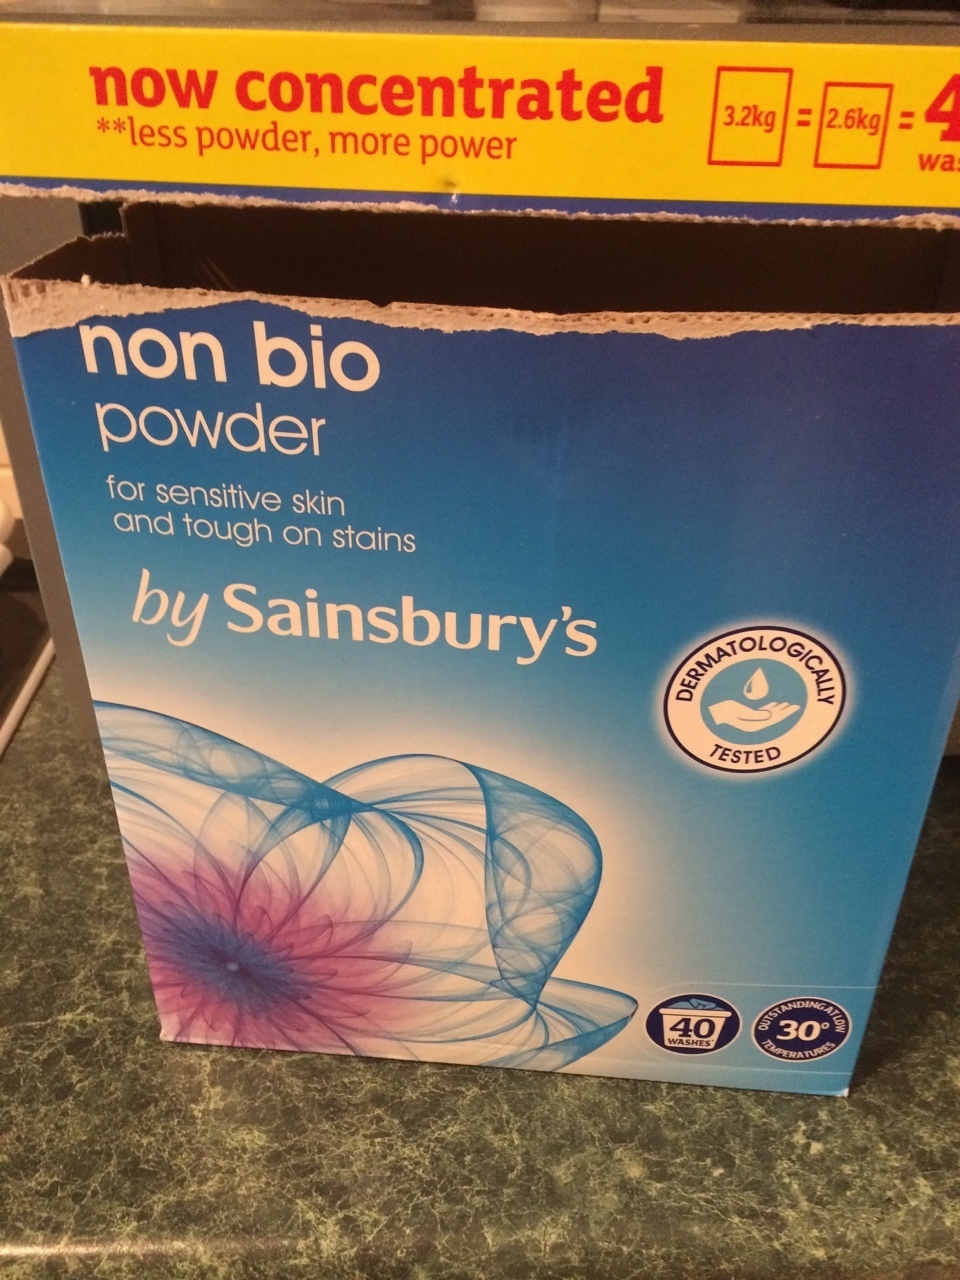 now concentrated
**less powder, more power
3.2kg = 2.6kg =
non bio
powder
for sensitive skin
and tough on stains
by Sainsbury's
DERMATOLOGICALLY
TESTED
40
WASHES*
OUTSTANDING AT LOW
30°
TEMPERATURES